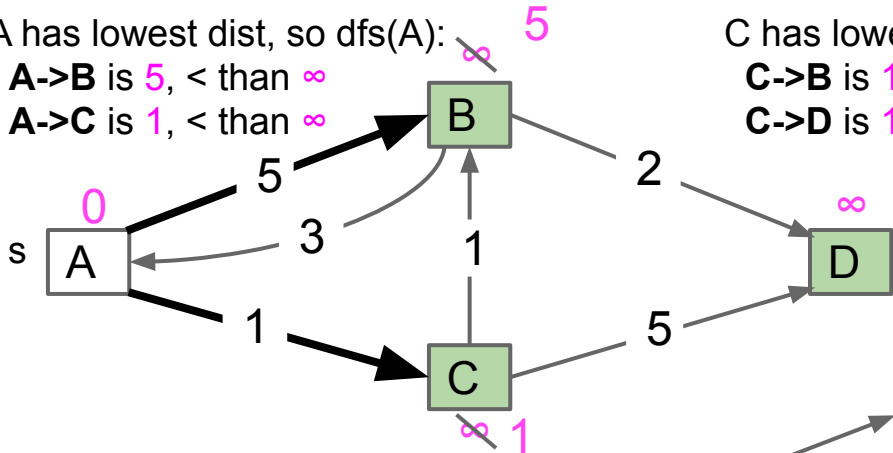 A has lowest dist, so dfs(A):
A->B is 5, < than ∞
A->C is 1, < than ∞
C has
C->B is 1
C->D is 1
∞ 5
B
5
2
0
3
1
∞
s
A
D
1
5
C
∞ 1